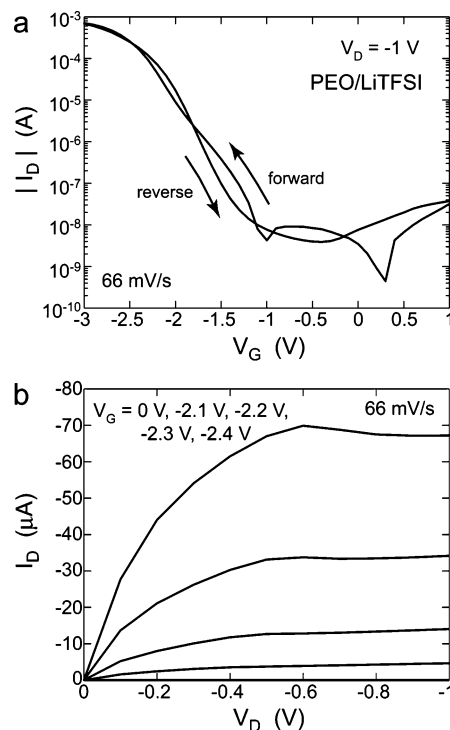 a
V_D = -1 V
PEO/LiTFSI
|I_D| (A)
10^-3
10^-4
10^-5
10^-6
10^-7
10^-8
10^-9
10^-10
forward
reverse
66 mV/s
-3 -2.5 -2 -1.5 -1 -0.5 0 0.5 1
V_G (V)
b
V_G = 0 V, -2.1 V, -2.2 V,
-2.3 V, -2.4 V
66 mV/s
I_D (µA)
-80
-70
-60
-50
-40
-30
-20
-10
0
0 -0.2 -0.4 -0.6 -0.8 -1
V_D (V)